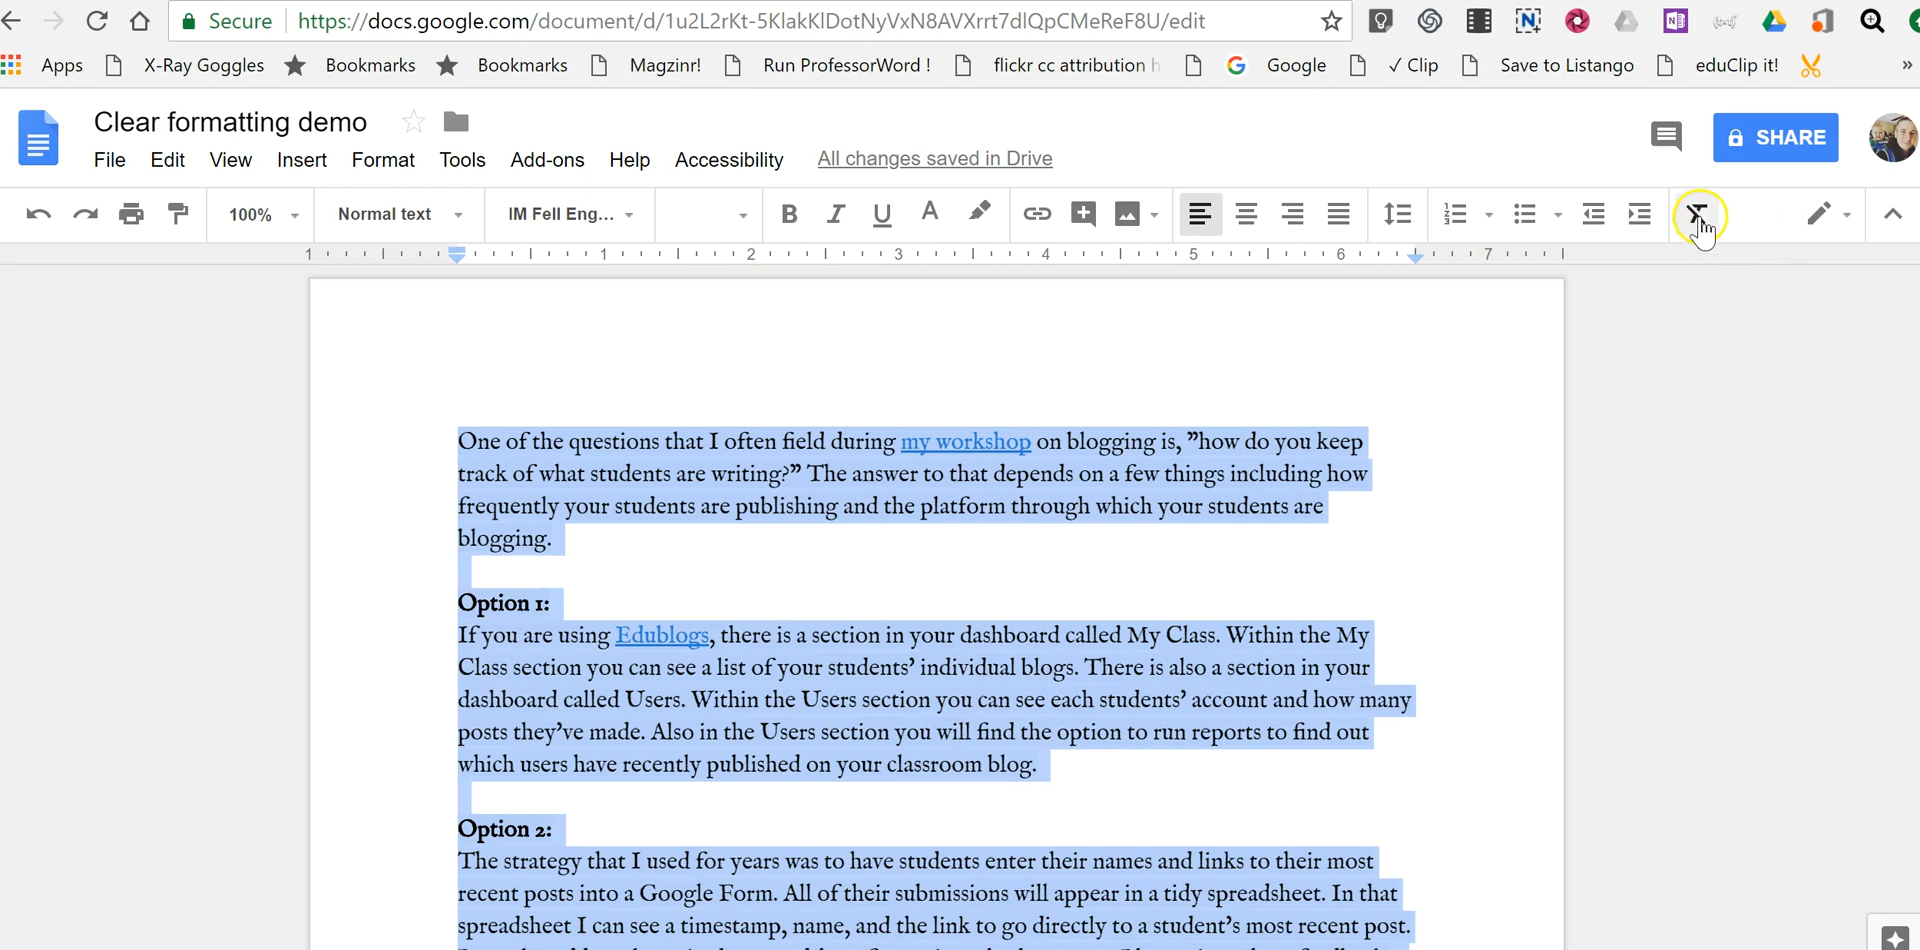 Secure https://docs.google.com/document/d/1u2L2rKt-5KlakKlDotNyVxN8AVXrrt7dlQpCMeReF8U/edit
Apps X-Ray Goggles Bookmarks Bookmarks Magzinr! Run ProfessorWord ! flickr cc attribution h Google ✓ Clip Save to Listango eduClip it! »
Clear formatting demo
File Edit View Insert Format Tools Add-ons Help Accessibility All changes saved in Drive
SHARE
100% Normal text IM Fell Eng... B I U A
1 1 2 3 4 5 6 7
One of the questions that I often field during my workshop on blogging is, "how do you keep
track of what students are writing?" The answer to that depends on a few things including how
frequently your students are publishing and the platform through which your students are
blogging.
Option 1:
If you are using Edublogs, there is a section in your dashboard called My Class. Within the My
Class section you can see a list of your students' individual blogs. There is also a section in your
dashboard called Users. Within the Users section you can see each students' account and how many
posts they've made. Also in the Users section you will find the option to run reports to find out
which users have recently published on your classroom blog.
Option 2:
The strategy that I used for years was to have students enter their names and links to their most
recent posts into a Google Form. All of their submissions will appear in a tidy spreadsheet. In that
spreadsheet I can see a timestamp, name, and the link to go directly to a student's most recent post.